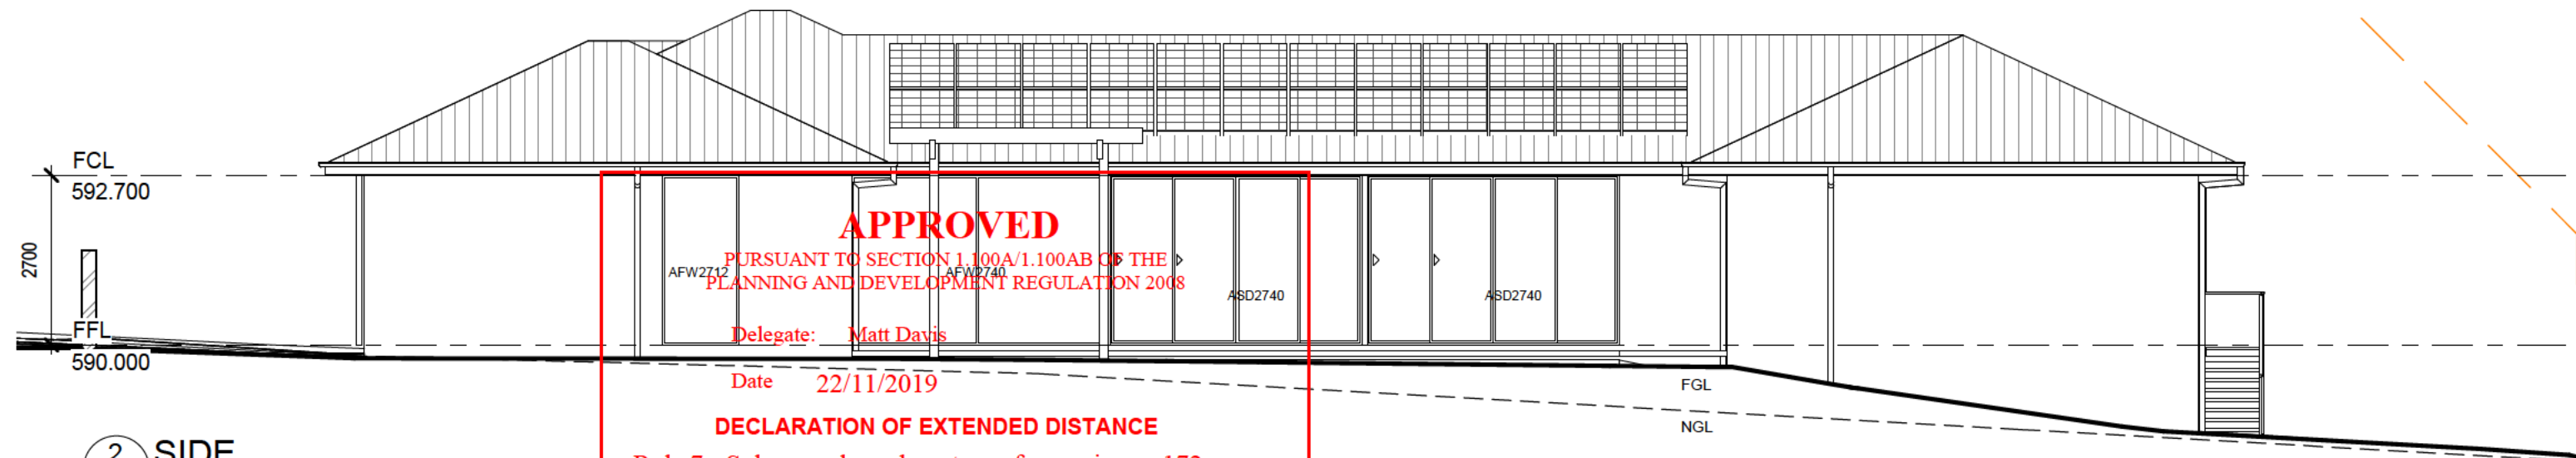 FCL
592.700
2700
FFL
590.000
APPROVED
PURSUANT TO SECTION 1.100A/1.100AB OF THE
PLANNING AND DEVELOPMENT REGULATION 2008
AFW2712
AFW2740
ASD2740
ASD2740
Delegate: Matt Davis
Date 22/11/2019
FGL
NGL
DECLARATION OF EXTENDED DISTANCE
2 SIDE